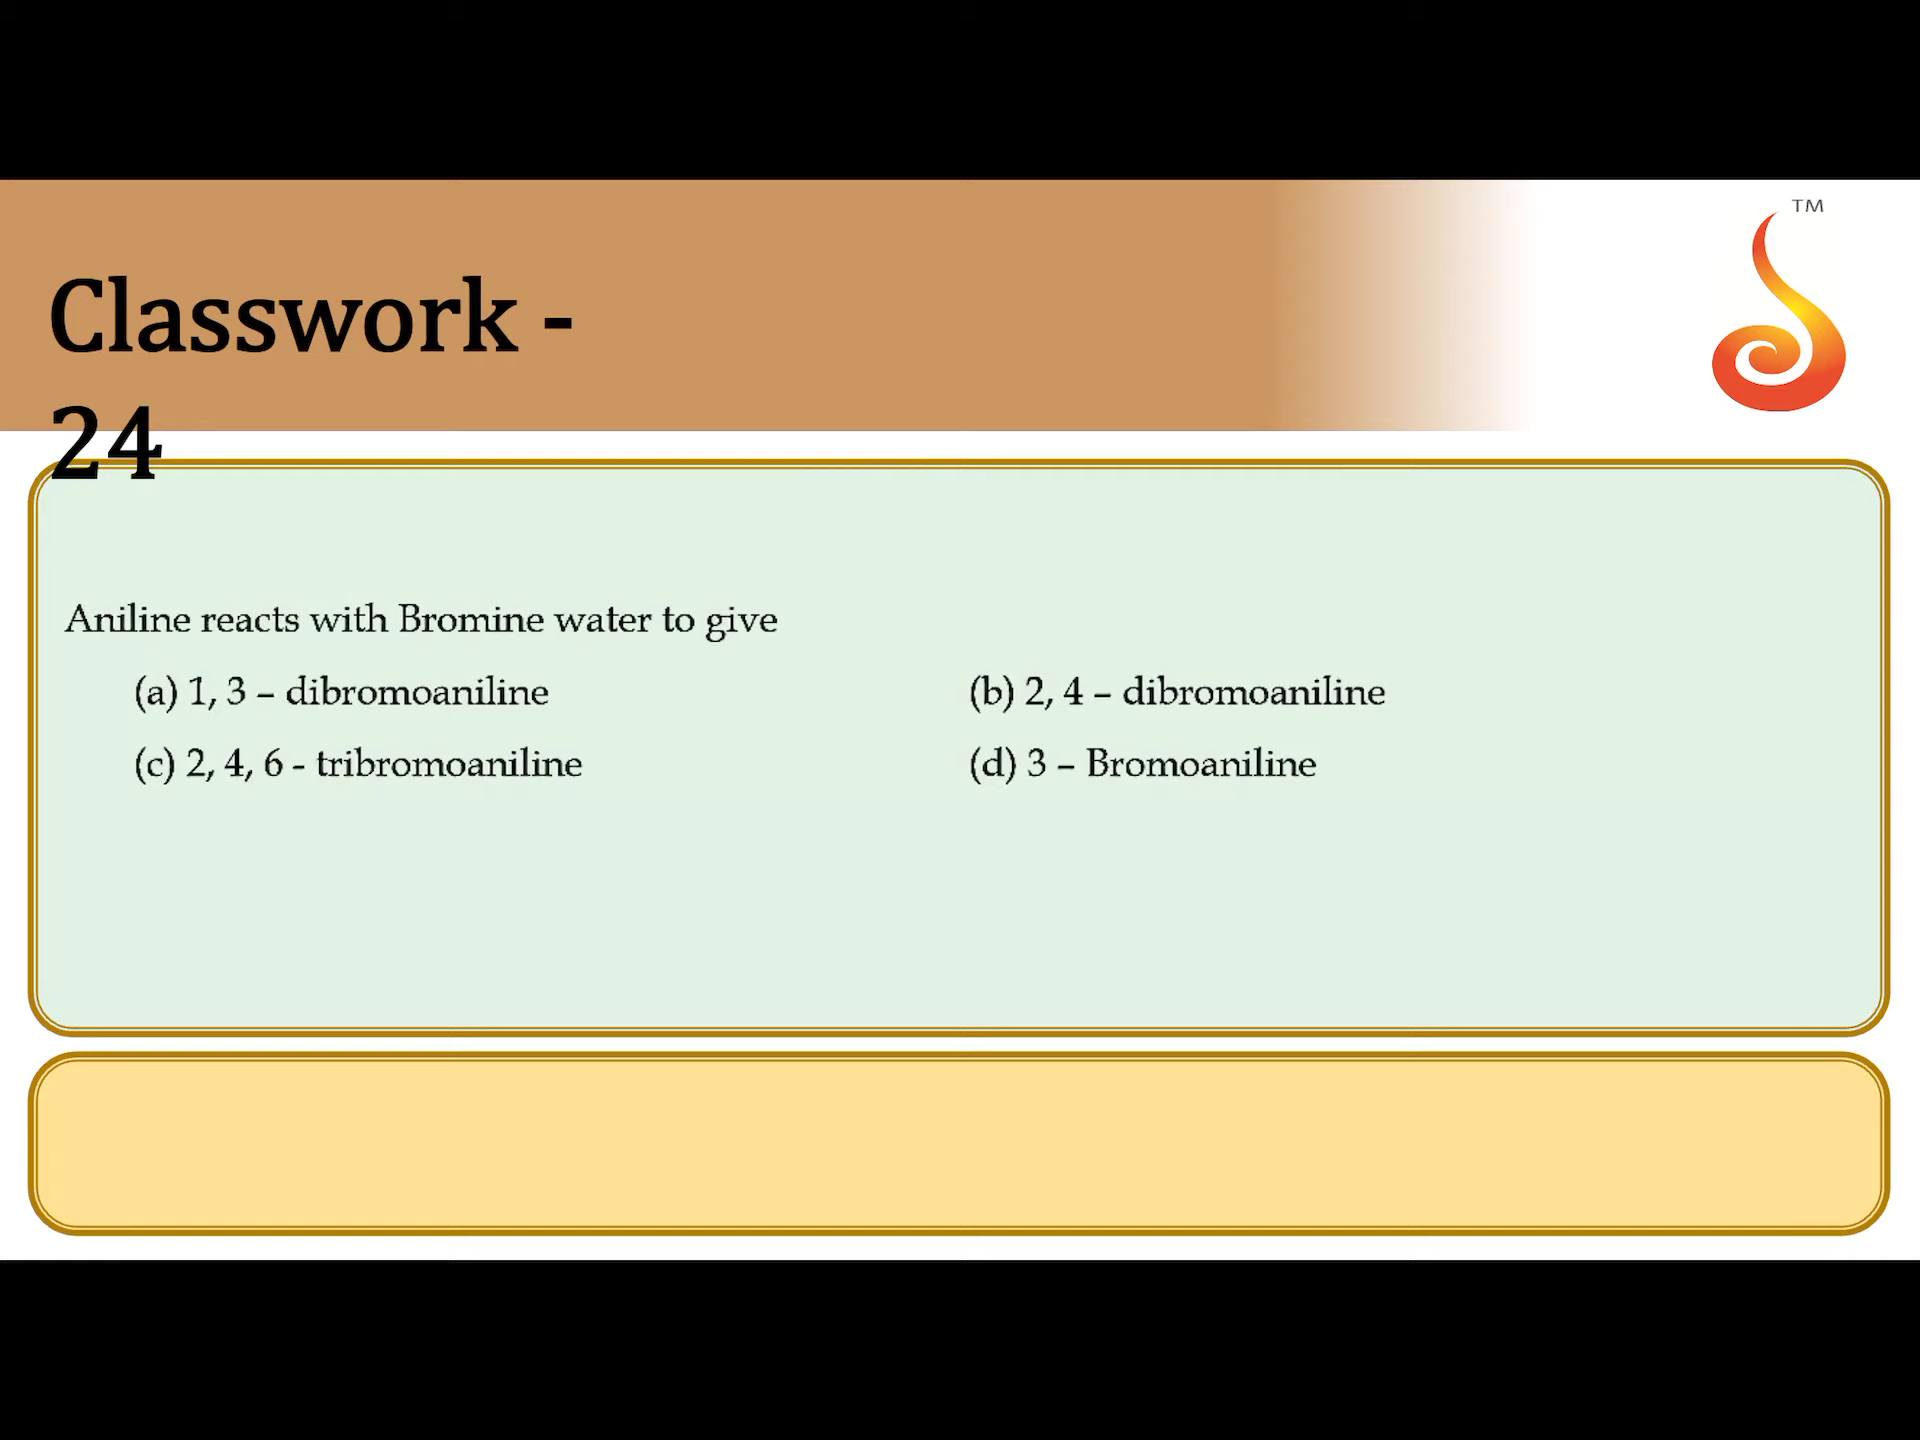 TM
Classwork -
24
Aniline reacts with Bromine water to give
(a) 1, 3 – dibromoaniline (b) 2, 4 – dibromoaniline
(c) 2, 4, 6 - tribromoaniline (d) 3 – Bromoaniline